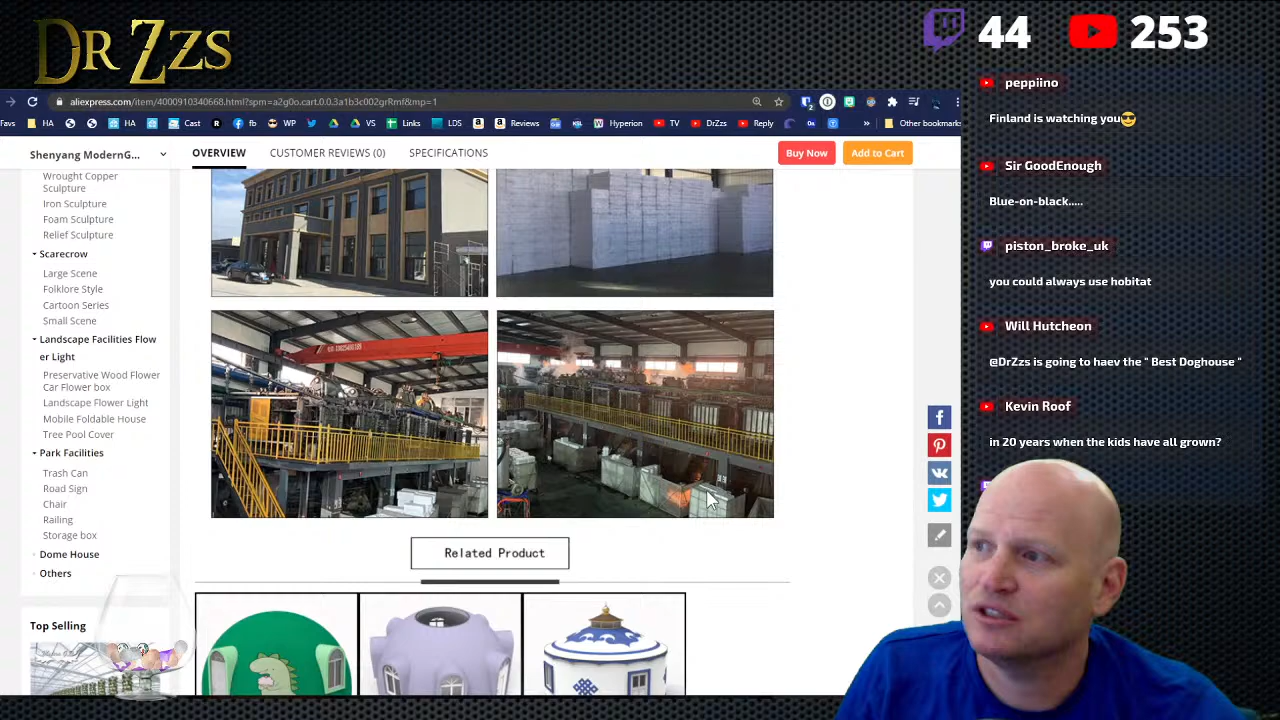 DR ZZS
44
253
aliexpress.com/item/4000910340668.html?spm=a2g0o.cart.0.0.3a1b3c002grRmf&mp=1
Favs
HA
HA
Cast
fb
WP
VS
Links
LDS
Reviews
Hyperion
TV
DrZzs
Reply
»
Other bookmarks
Shenyang ModernG...
OVERVIEW
CUSTOMER REVIEWS (0)
SPECIFICATIONS
Buy Now
Add to Cart
Wrought Copper
Sculpture
Iron Sculpture
Foam Sculpture
Relief Sculpture
Scarecrow
Large Scene
Folklore Style
Cartoon Series
Small Scene
Landscape Facilities Flow
er Light
Preservative Wood Flower
Car Flower box
Landscape Flower Light
Mobile Foldable House
Tree Pool Cover
Park Facilities
Trash Can
Road Sign
Chair
Railing
Storage box
Dome House
Others
Top Selling
Related Product
peppiino
Finland is watching you😎
Sir GoodEnough
Blue-on-black.....
piston_broke_uk
you could always use hobitat
Will Hutcheon
@DrZzs is going to haev the " Best Doghouse "
Kevin Roof
in 20 years when the kids have all grown?